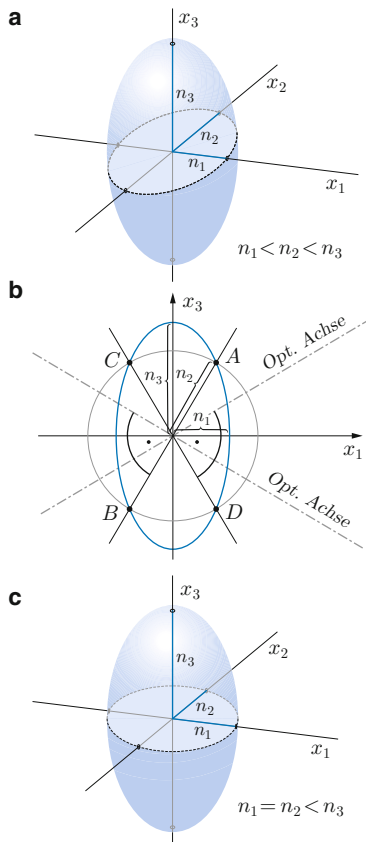 a
x₃
x₂
n₃
n₂
n₁
x₁
n₁ < n₂ < n₃
b
x₃
Opt. Achse
C
A
n₃
n₂
n₁
x₁
B
D
Opt. Achse
c
x₃
x₂
n₃
n₂
n₁
x₁
n₁ = n₂ < n₃